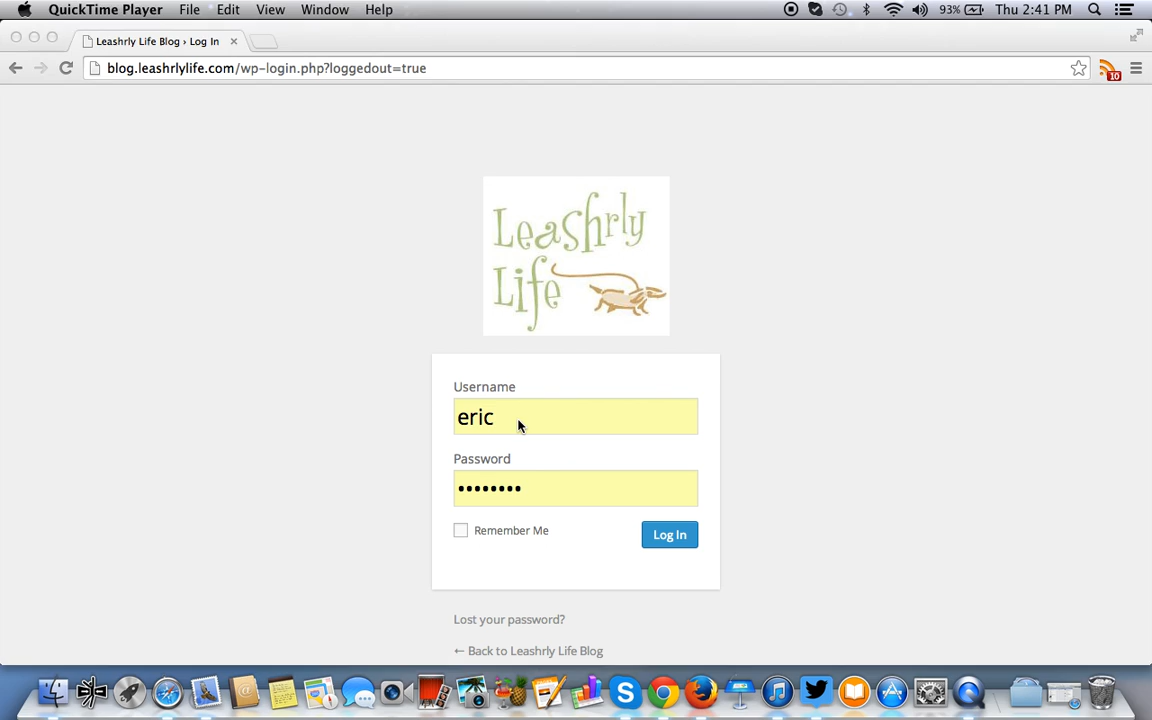 QuickTime Player File Edit View Window Help 93% Thu 2:41 PM
Leashrly Life Blog › Log In
blog.leashrlylife.com/wp-login.php?loggedout=true
10
Leashrly
Life
Username
eric
Password
••••••••
Remember Me Log In
Lost your password?
← Back to Leashrly Life Blog